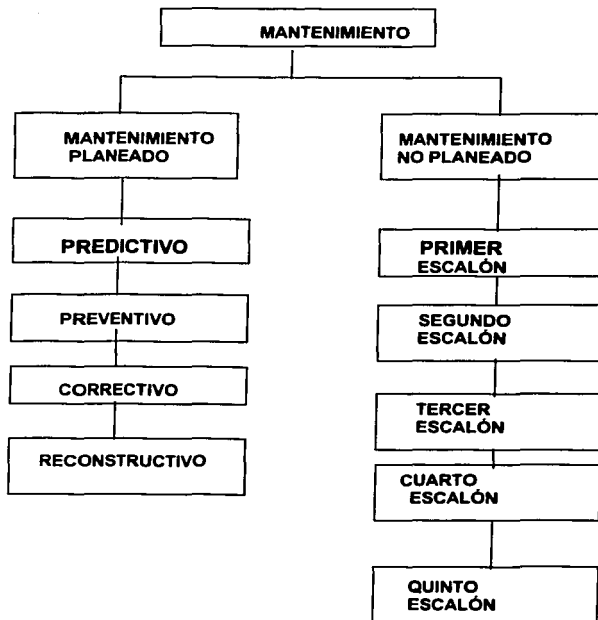 MANTENIMIENTO
MANTENIMIENTO
PLANEADO
PREDICTIVO
PREVENTIVO
CORRECTIVO
RECONSTRUCTIVO
MANTENIMIENTO
NO PLANEADO
PRIMER
ESCALÓN
SEGUNDO
ESCALÓN
TERCER
ESCALÓN
CUARTO
ESCALÓN
QUINTO
ESCALÓN